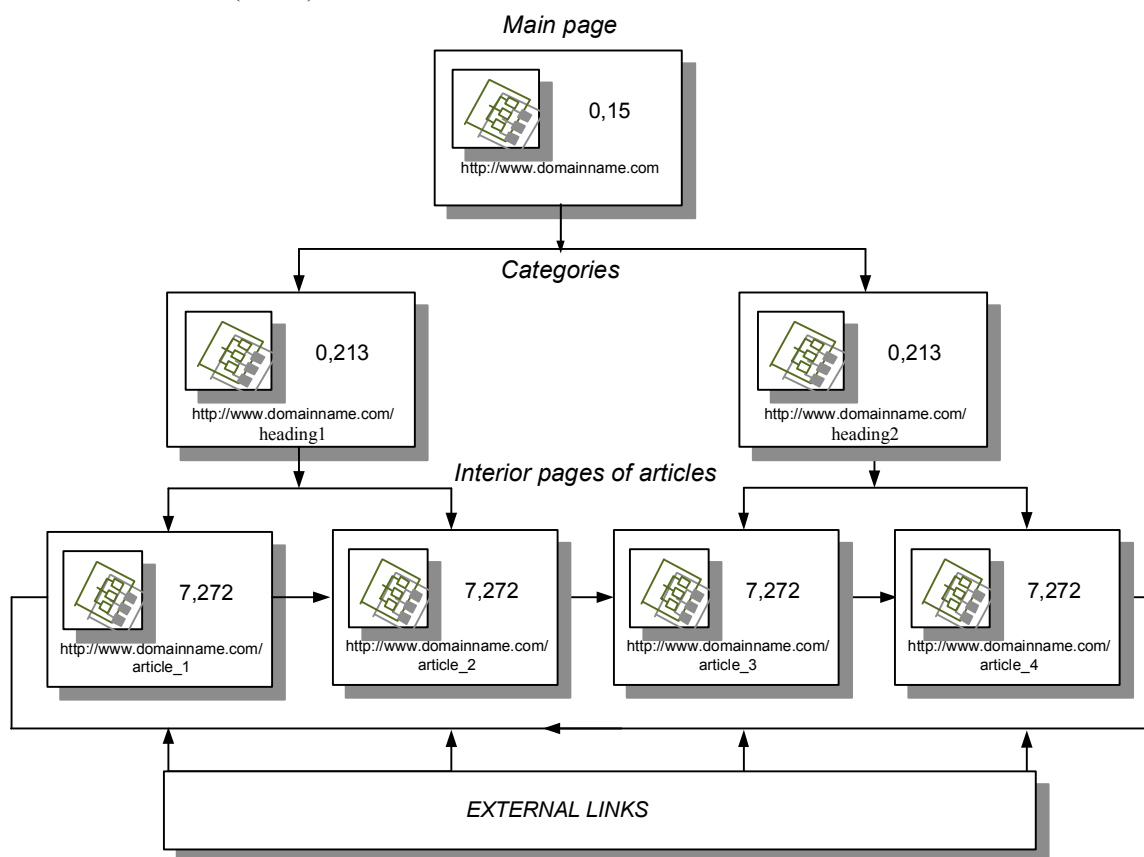 Main page
0,15
http://www.domainname.com
Categories
0,213
http://www.domainname.com/
heading1
0,213
http://www.domainname.com/
heading2
Interior pages of articles
7,272
http://www.domainname.com/
article_1
7,272
http://www.domainname.com/
article_2
7,272
http://www.domainname.com/
article_3
7,272
http://www.domainname.com/
article_4
EXTERNAL LINKS